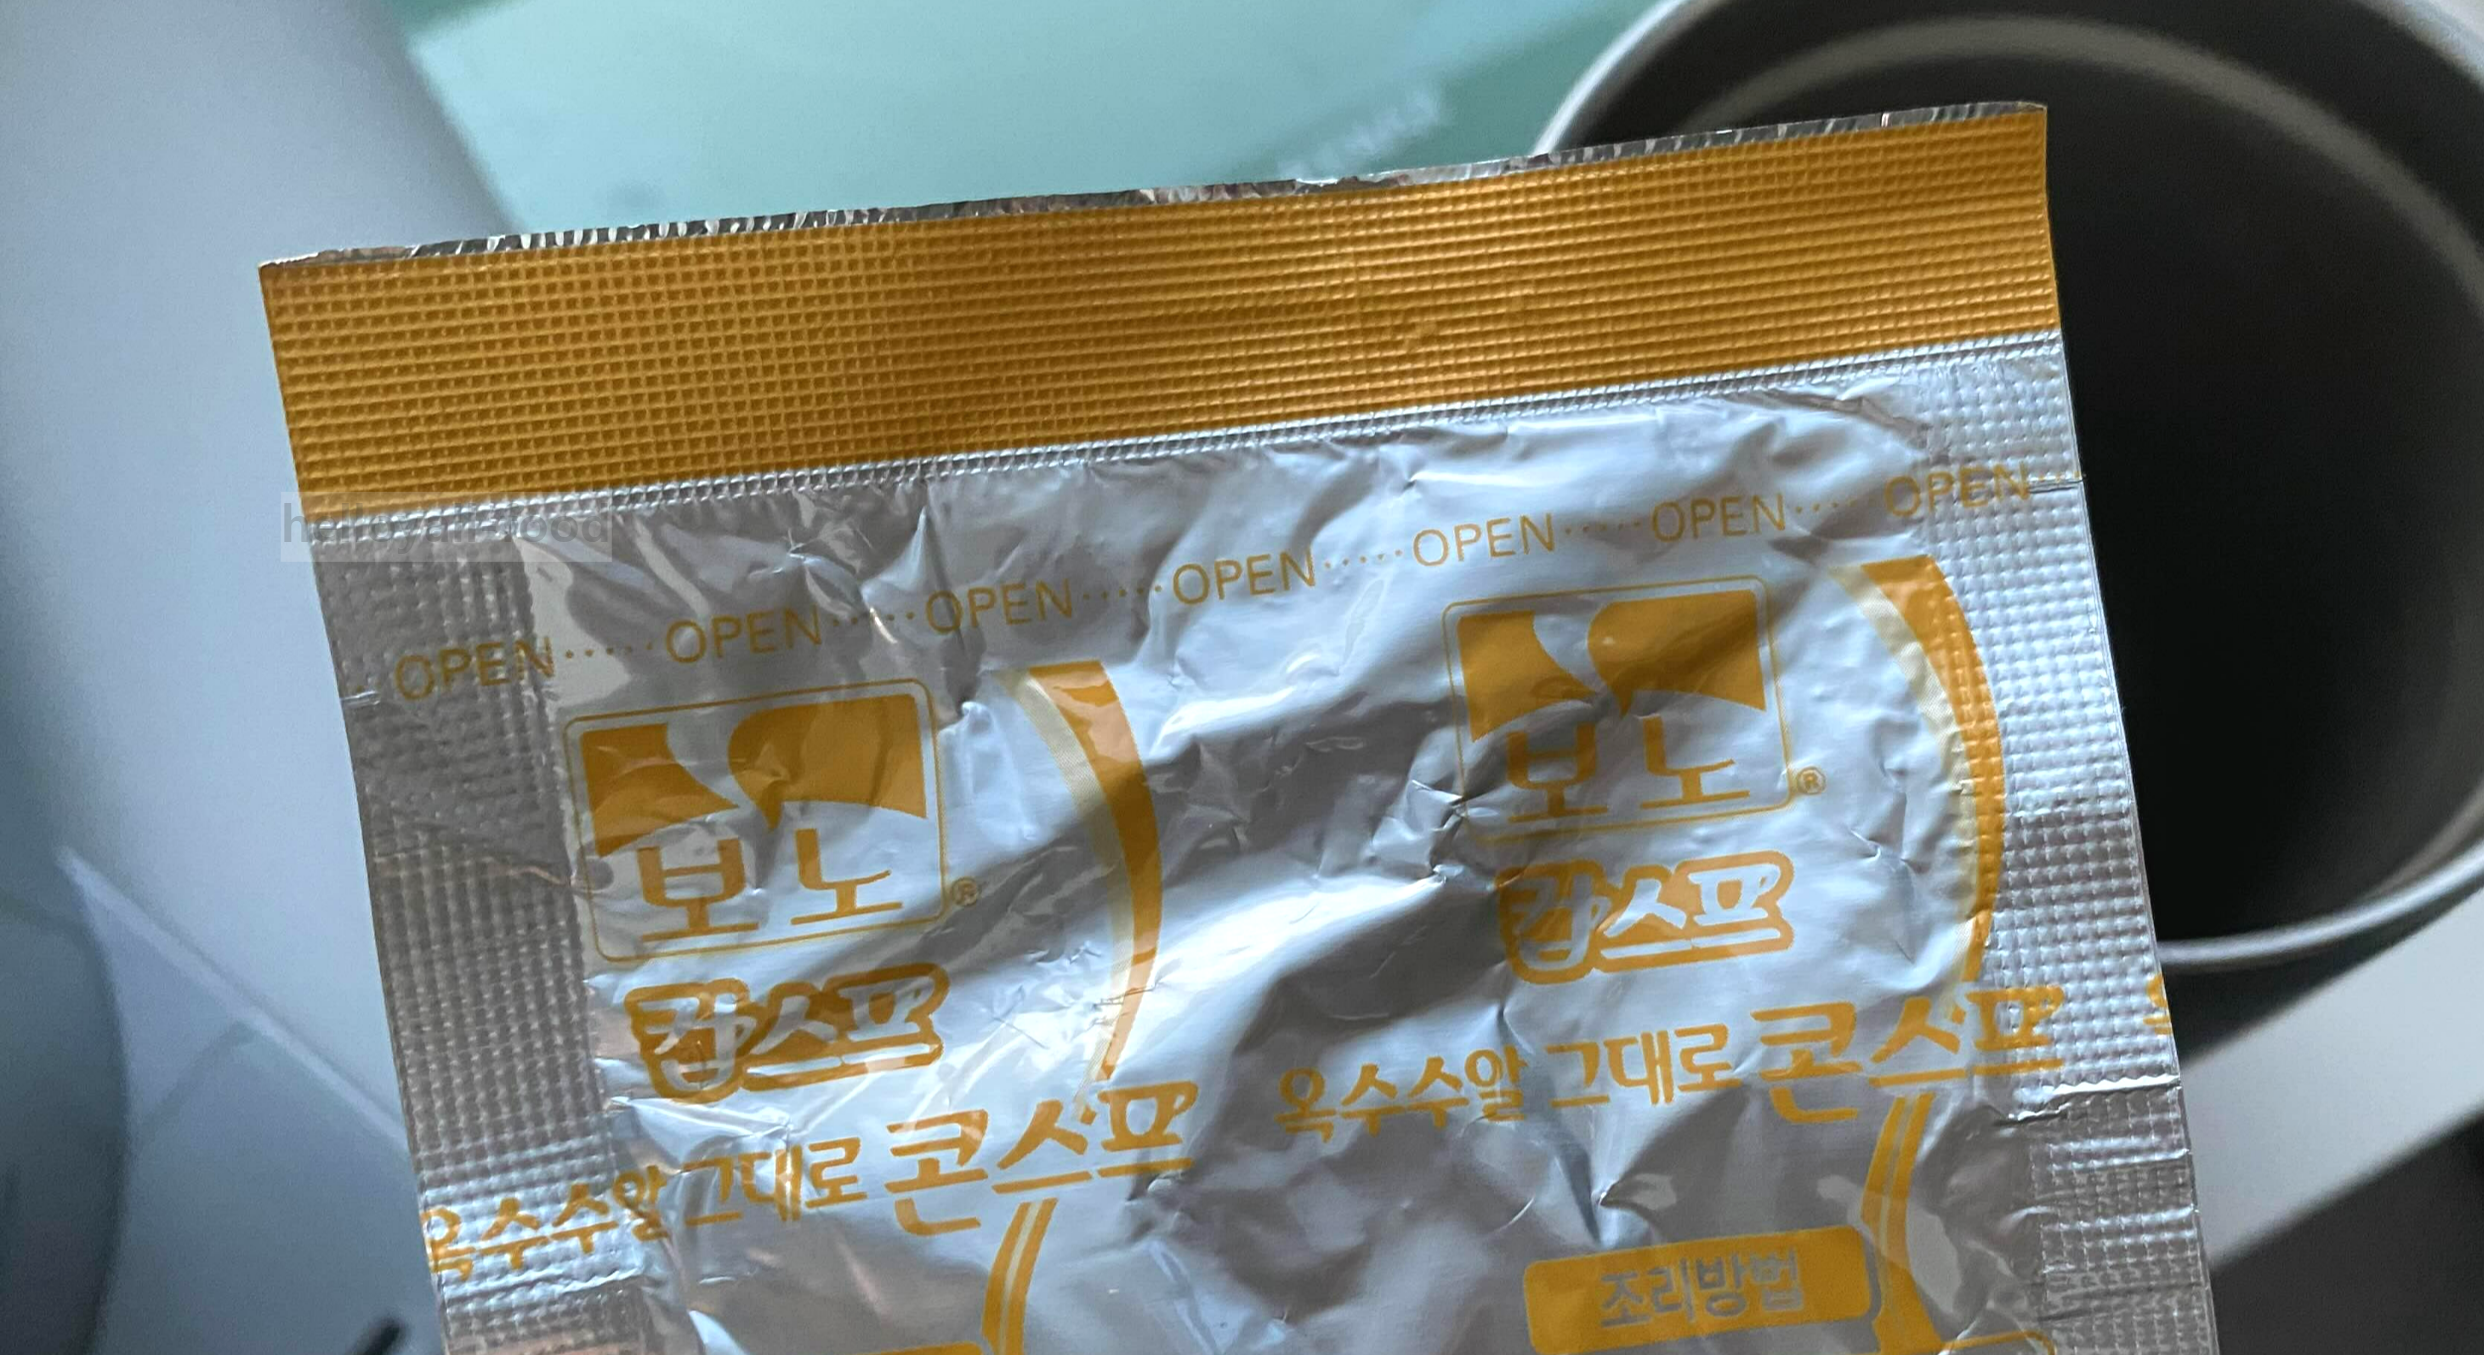 OPEN·····OPEN·····OPEN·····OPEN·····OPEN·····OPEN·····OPEN·····
보노® 보노®
컵스프 컵스프
옥수수알 그대로 콘스프 옥수수알 그대로 콘스프
조리방법